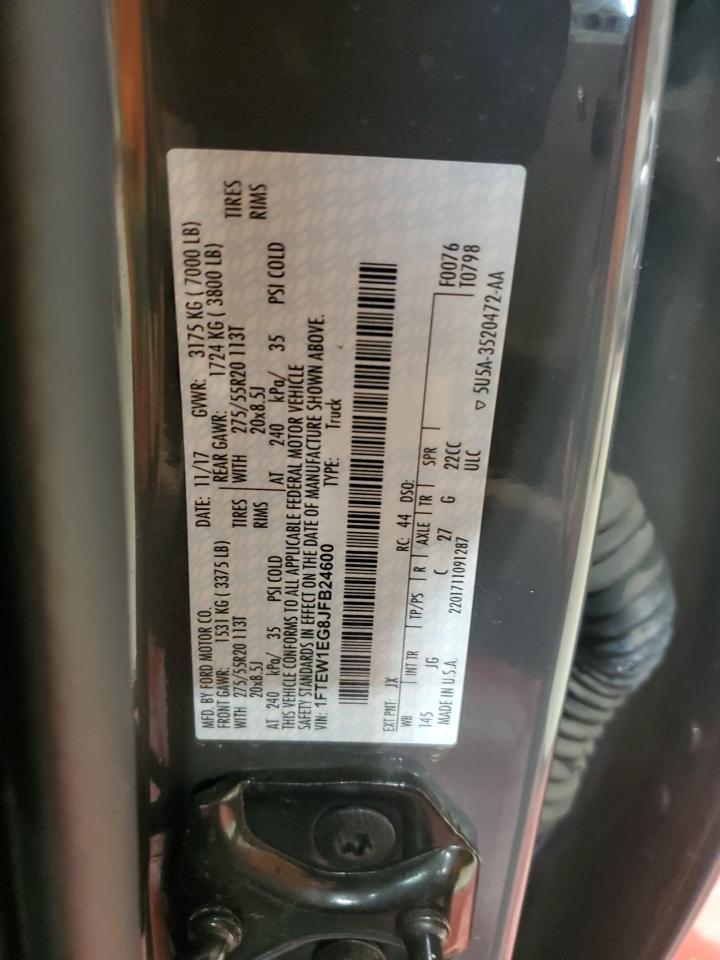 MFD. BY FORD MOTOR CO.
DATE: 11/17 GVWR: 3175 KG ( 7000 LB)
FRONT GAWR: 1531 KG ( 3375 LB) REAR GAWR: 1724 KG ( 3800 LB)
WITH 275/55R20 113T TIRES WITH 275/55R20 113T TIRES
20x8.5J RIMS 20x8.5J RIMS
AT 240 kPa/ 35 PSI COLD AT 240 kPa/ 35 PSI COLD
THIS VEHICLE CONFORMS TO ALL APPLICABLE FEDERAL MOTOR VEHICLE
SAFETY STANDARDS IN EFFECT ON THE DATE OF MANUFACTURE SHOWN ABOVE.
VIN: 1FTEW1EG8JFB24600 TYPE: Truck
EXT PNT: JX RC: 44 DSO: F0076
WB INT TR TP/PS R AXLE TR SPR T0798
145 JG C 27 G 22CC
MADE IN U.S.A. 2201711091287 ULC
▽ 5U5A-3520472-AA